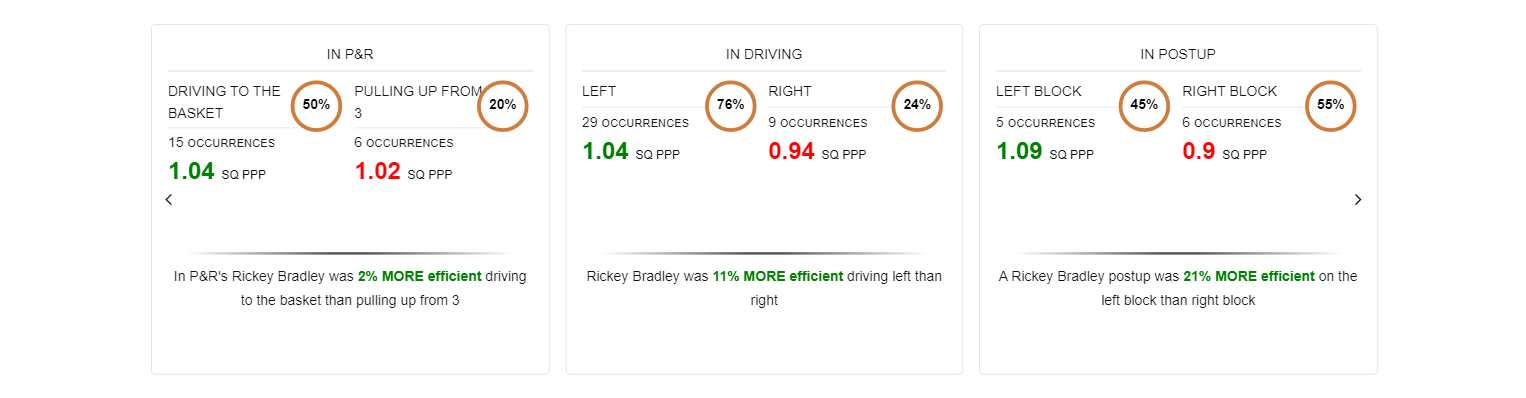 IN P&R
DRIVING TO THE
BASKET
50%
15 OCCURRENCES
1.04 SQ PPP
PULLING UP FROM
3
20%
6 OCCURRENCES
1.02 SQ PPP
In P&R's Rickey Bradley was 2% MORE efficient driving
to the basket than pulling up from 3
IN DRIVING
LEFT
76%
29 OCCURRENCES
1.04 SQ PPP
RIGHT
24%
9 OCCURRENCES
0.94 SQ PPP
Rickey Bradley was 11% MORE efficient driving left than
right
IN POSTUP
LEFT BLOCK
45%
5 OCCURRENCES
1.09 SQ PPP
RIGHT BLOCK
55%
6 OCCURRENCES
0.9 SQ PPP
A Rickey Bradley postup was 21% MORE efficient on the
left block than right block